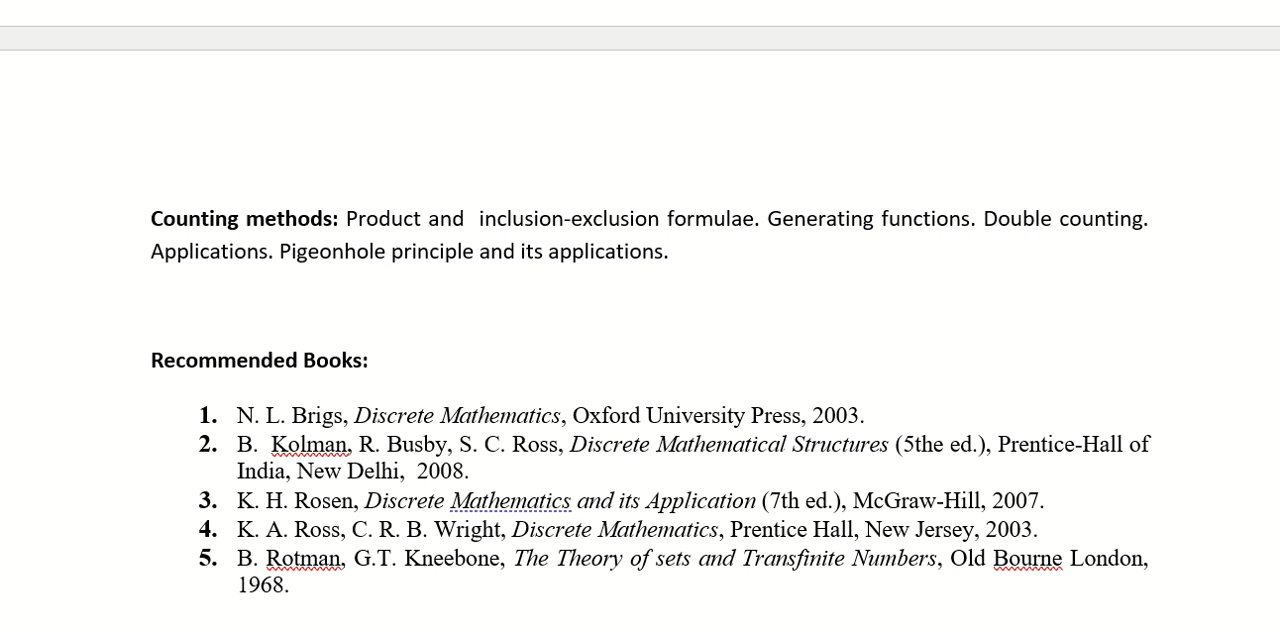 Counting methods: Product and inclusion-exclusion formulae. Generating functions. Double counting.
Applications. Pigeonhole principle and its applications.
Recommended Books:
1. N. L. Brigs, Discrete Mathematics, Oxford University Press, 2003.
2. B. Kolman, R. Busby, S. C. Ross, Discrete Mathematical Structures (5the ed.), Prentice-Hall of
India, New Delhi, 2008.
3. K. H. Rosen, Discrete Mathematics and its Application (7th ed.), McGraw-Hill, 2007.
4. K. A. Ross, C. R. B. Wright, Discrete Mathematics, Prentice Hall, New Jersey, 2003.
5. B. Rotman, G.T. Kneebone, The Theory of sets and Transfinite Numbers, Old Bourne London,
1968.